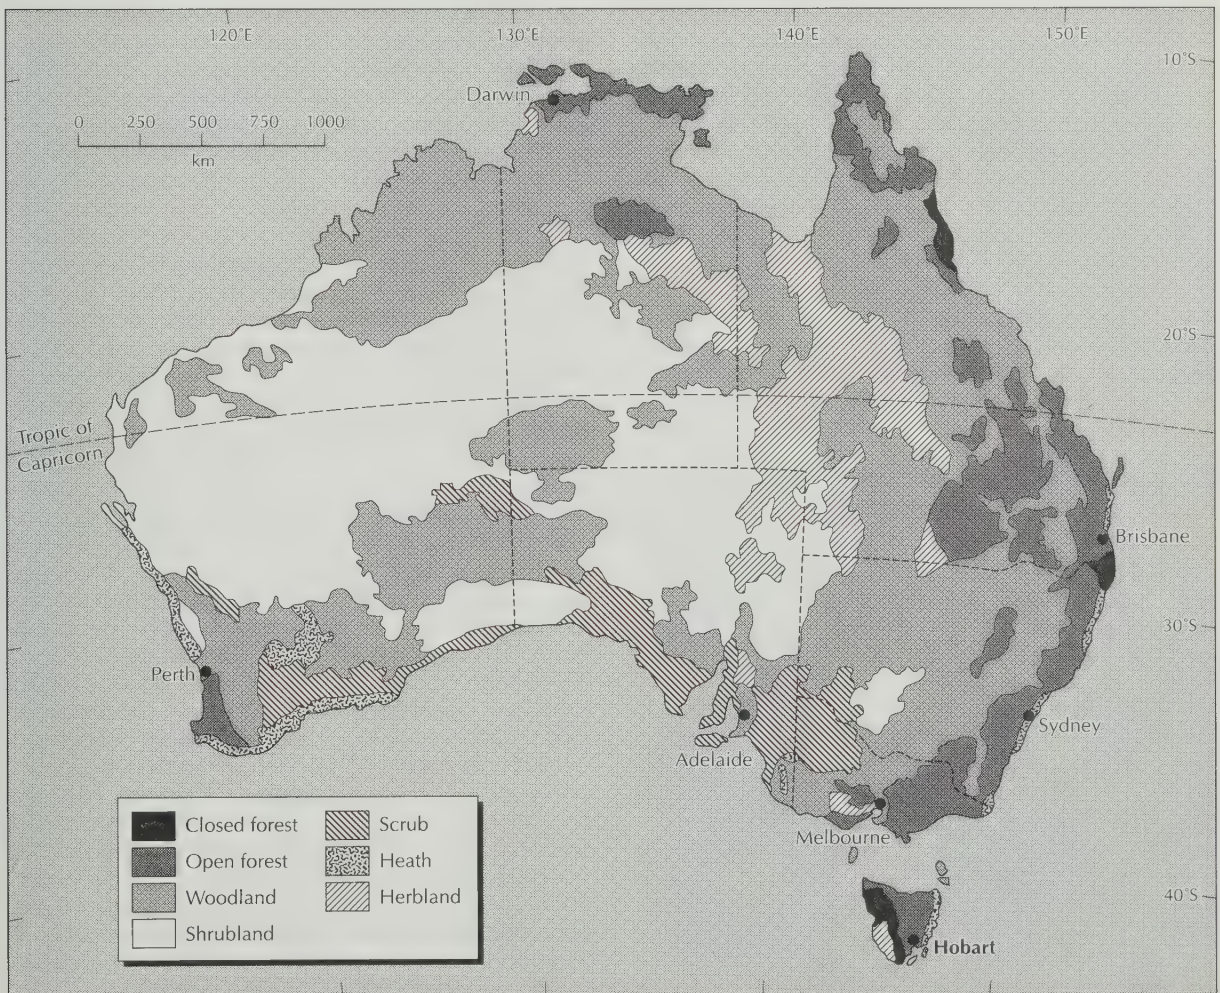 120°E
130°E
140°E
150°E
10°S
Darwin
0 250 500 750 1000
km
20°S
Tropic of
Capricorn
Brisbane
30°S
Perth
Sydney
Adelaide
Melbourne
Closed forest
Open forest
Woodland
Shrubland
Scrub
Heath
Herbland
40°S
Hobart